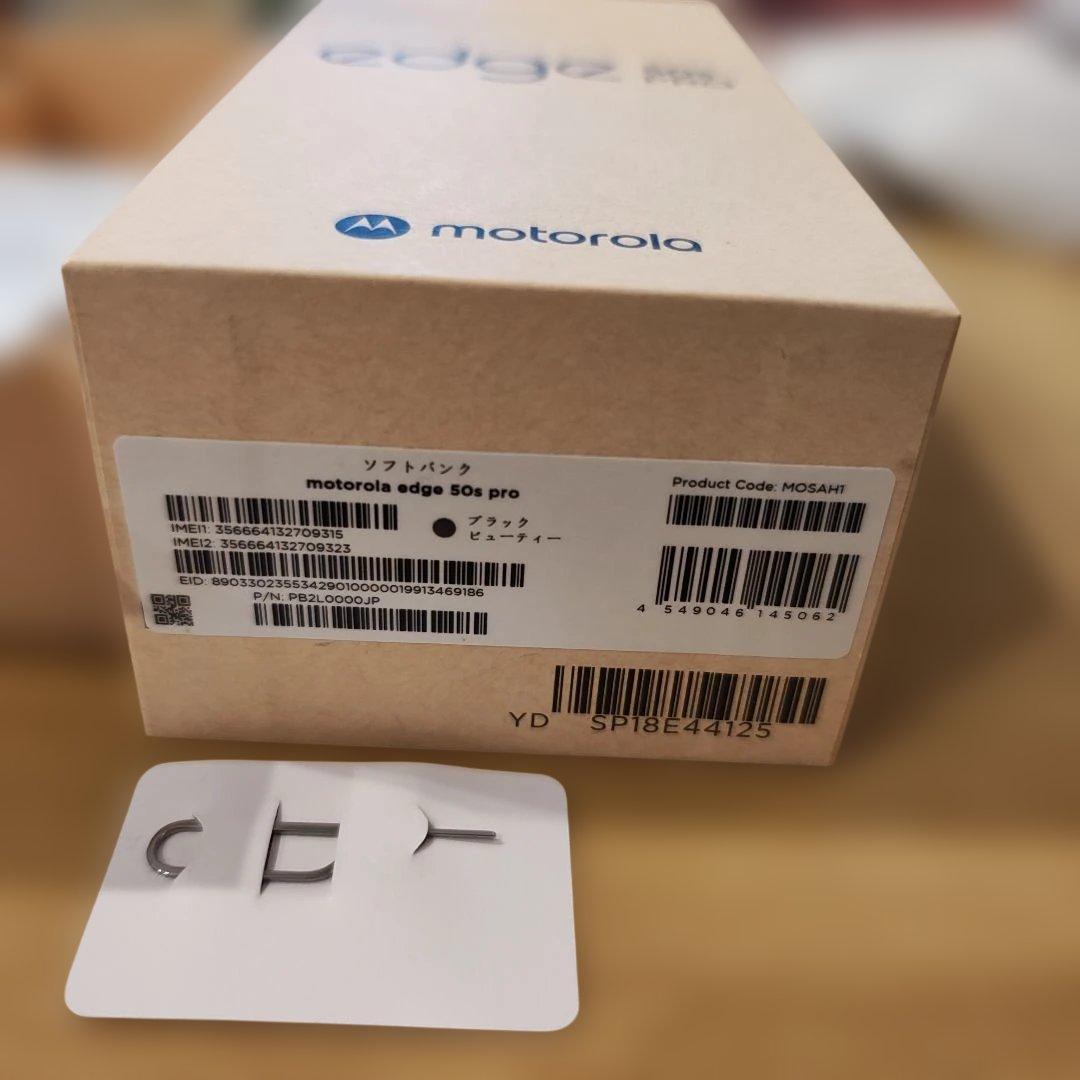 edge
motorola
ソフトバンク
motorola edge 50s pro
Product Code: MOSAH1
ブラック
ビューティー
IMEI1: 356664132709315
IMEI2: 356664132709323
EID: 89033023553429010000019913469186
P/N: PB2L0000JP
4 549046 145062
YD SP18E44125